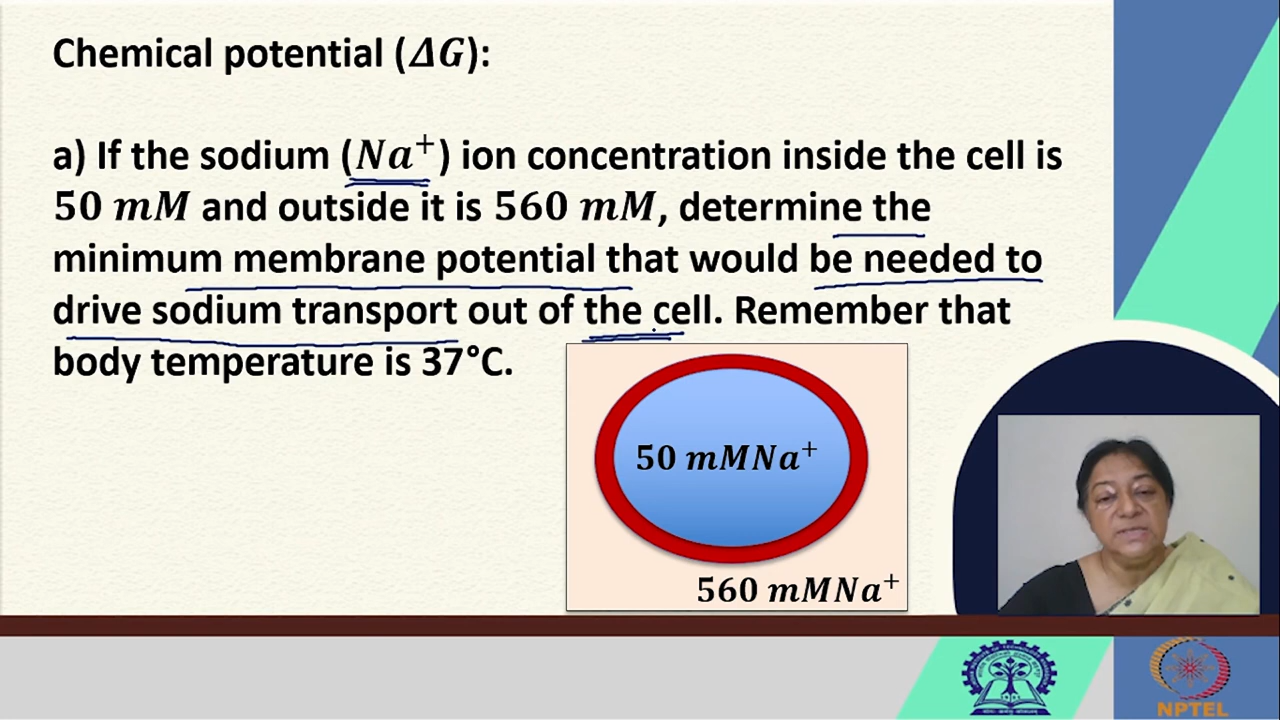 Chemical potential (ΔG):
a) If the sodium (Na⁺) ion concentration inside the cell is
50 mM and outside it is 560 mM, determine the
minimum membrane potential that would be needed to
drive sodium transport out of the cell. Remember that
body temperature is 37°C.
50 mMNa⁺
560 mMNa⁺
NPTEL